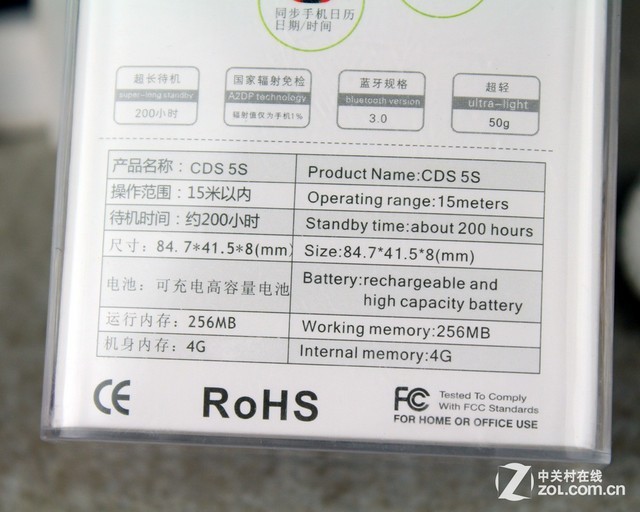 同步手机日历
日期/时间
超长待机
super-long standby
200小时
国家辐射免检
A2DP technology
辐射值仅为手机1%
蓝牙规格
bluetooth version
3.0
超轻
ultra-light
50g
产品名称：CDS 5S
Product Name:CDS 5S
操作范围：15米以内
Operating range:15meters
待机时间：约200小时
Standby time:about 200 hours
尺寸：84.7*41.5*8(mm)
Size:84.7*41.5*8(mm)
电池：可充电高容量电池
Battery:rechargeable and
high capacity battery
运行内存：256MB
Working memory:256MB
机身内存：4G
Internal memory:4G
CE
RoHS
FC
Tested To Comply
With FCC Standards
FOR HOME OR OFFICE USE
Z
中关村在线
ZOL.COM.CN